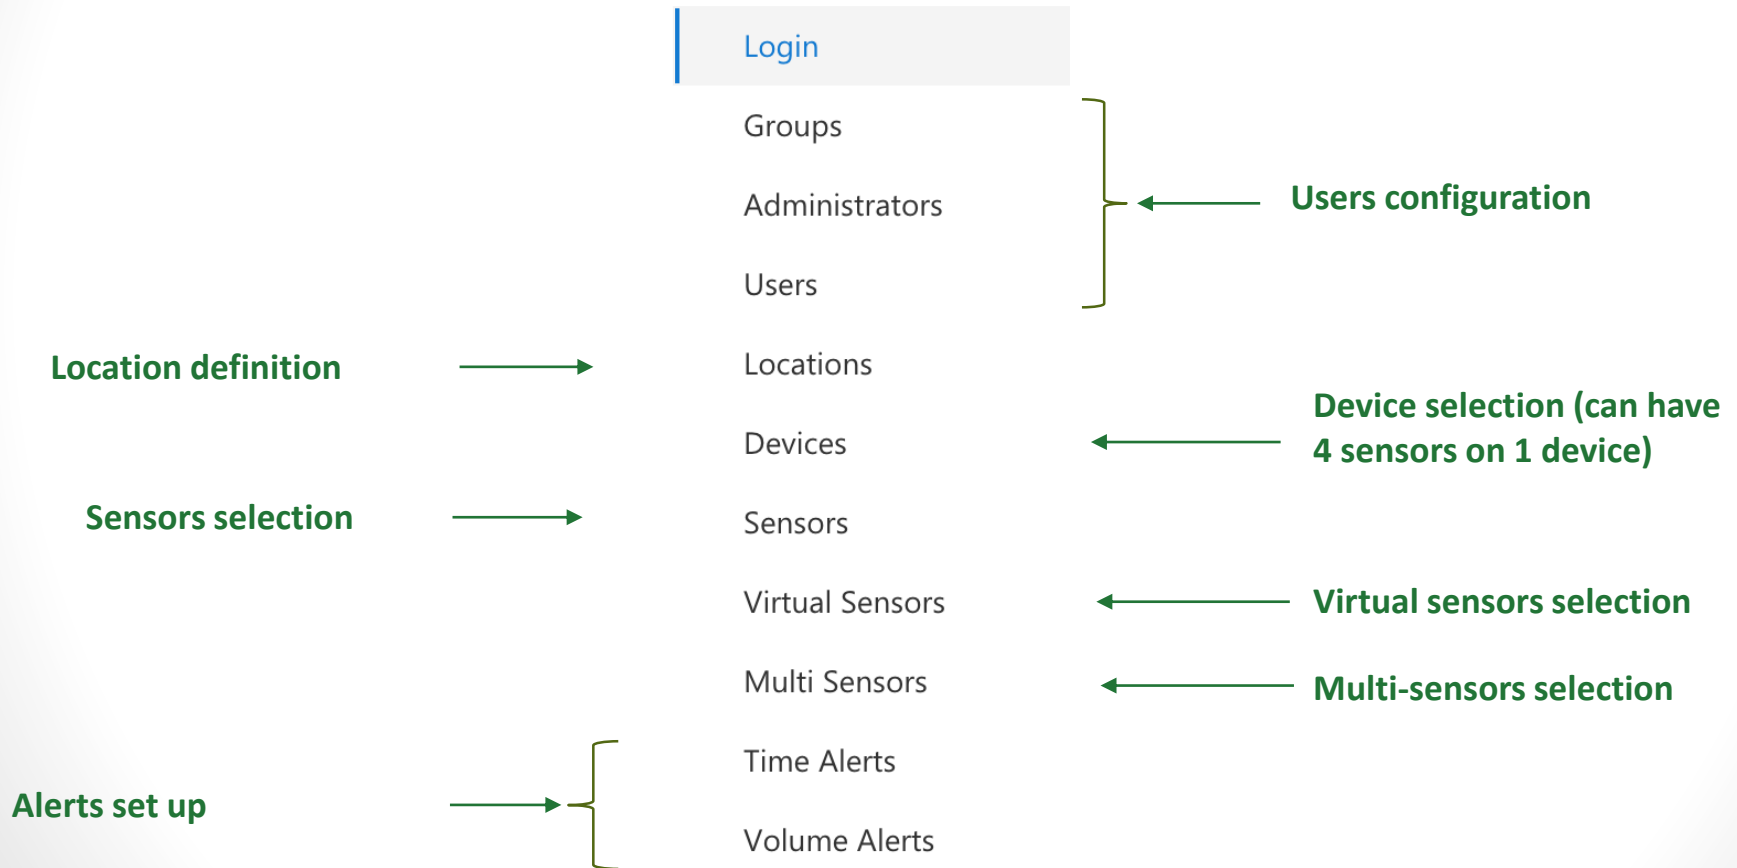 Login
Groups
Administrators
Users configuration
Users
Locations
Location definition
Device selection (can have
4 sensors on 1 device)
Devices
Sensors selection
Sensors
Virtual Sensors
Virtual sensors selection
Multi Sensors
Multi-sensors selection
Time Alerts
Alerts set up
Volume Alerts